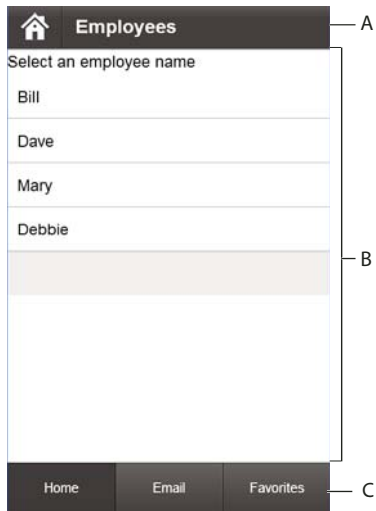 Employees
A
Select an employee name
Bill
Dave
Mary
Debbie
B
Home Email Favorites
C